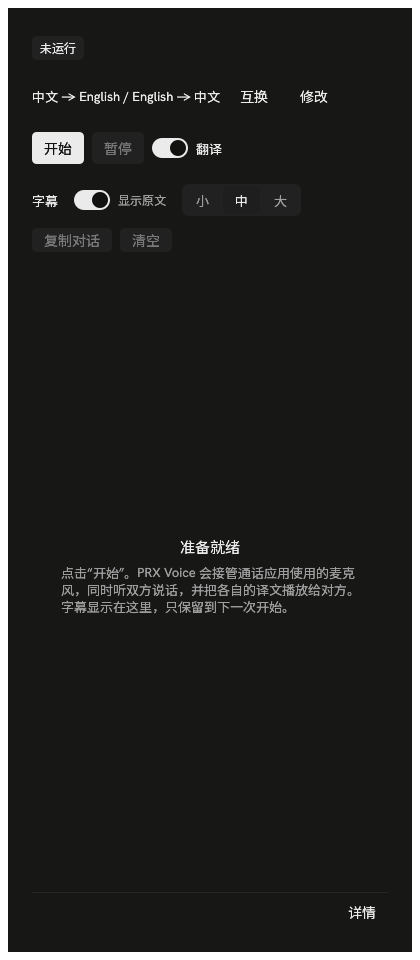 未运行
中文 → English / English → 中文 互换 修改
开始 暂停 翻译
字幕 显示原文 小 中 大
复制对话 清空
准备就绪
点击“开始”。PRX Voice 会接管通话应用使用的麦克
风，同时听双方说话，并把各自的译文播放给对方。
字幕显示在这里，只保留到下一次开始。
详情